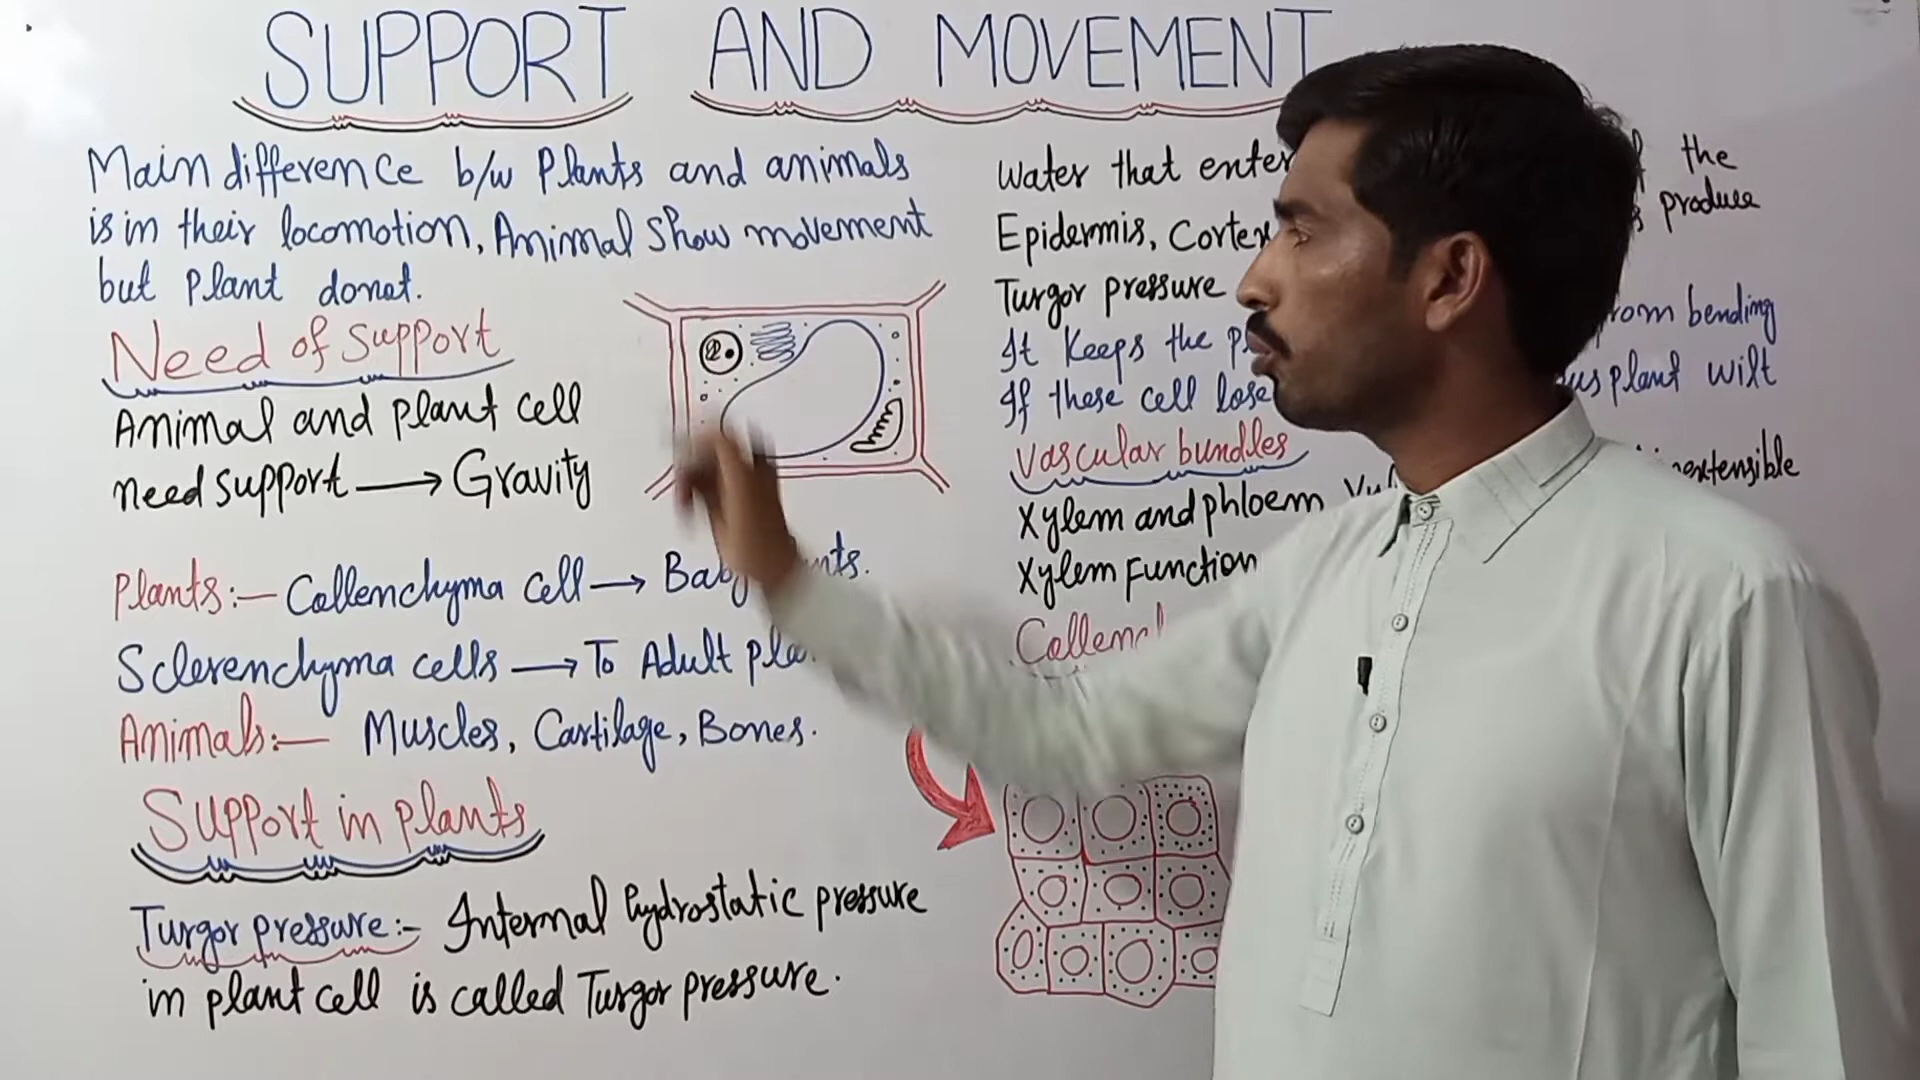 SUPPORT AND MOVEMENT
Main difference b/w Plants and animals
is in their locomotion, Animal show movement
but plant donot.
Need of support
Animal and plant cell
need support → Gravity
Plants:- Collenchyma cell → Baby
Sclerenchyma cells → To Adult
Animals:- Muscles, Cartilage, Bones.
Support in plants
Turgor pressure:- Internal hydrostatic pressure
in plant cell is called Turgor pressure.
Water that enter the
Epidermis, Cortex produce
Turgor pressure
It Keeps the from bending
If these cell lose plant wilt
Vascular bundles
Xylem and phloem inextensible
Xylem Function